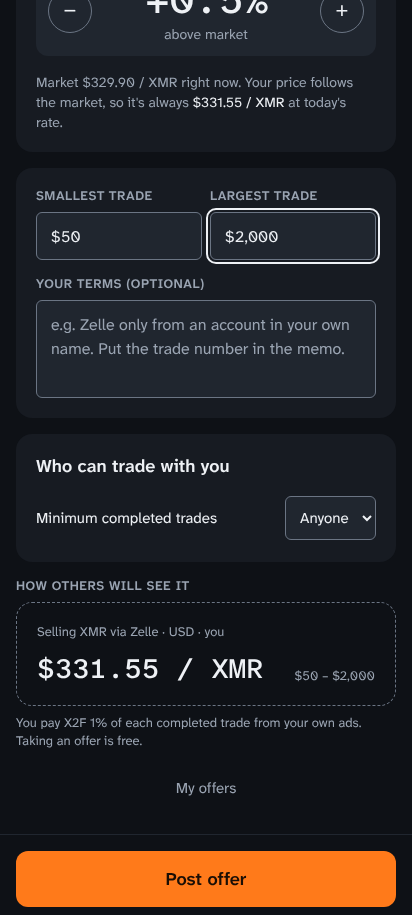 +0.5%
−
+
above market
Market $329.90 / XMR right now. Your price follows
the market, so it's always $331.55 / XMR at today's
rate.
SMALLEST TRADE
LARGEST TRADE
$50
$2,000
YOUR TERMS (OPTIONAL)
e.g. Zelle only from an account in your own
name. Put the trade number in the memo.
Who can trade with you
Minimum completed trades
Anyone
HOW OTHERS WILL SEE IT
Selling XMR via Zelle · USD · you
$331.55 / XMR
$50 – $2,000
You pay X2F 1% of each completed trade from your own ads.
Taking an offer is free.
My offers
Post offer